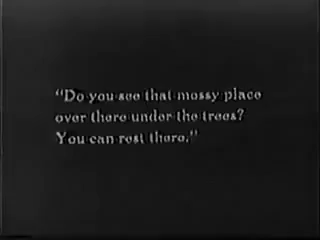 "Do you see that mossy place
over there under the trees?
You can rest there."